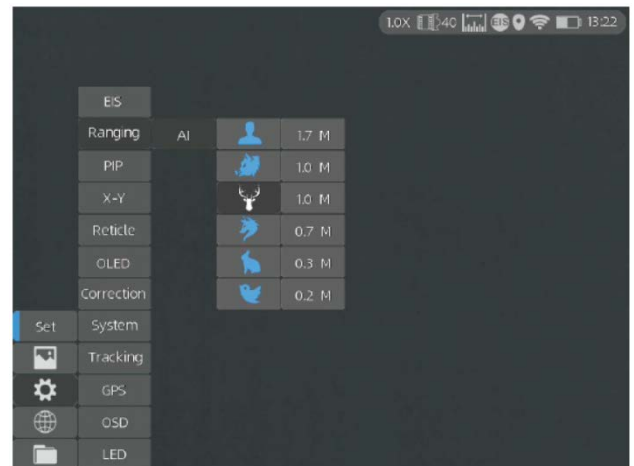 1.0X 40 EIS 13:22
EIS
Ranging AI 1.7 M
PIP 1.0 M
X-Y 1.0 M
Reticle 0.7 M
OLED 0.3 M
Correction 0.2 M
Set System
Tracking
GPS
OSD
LED